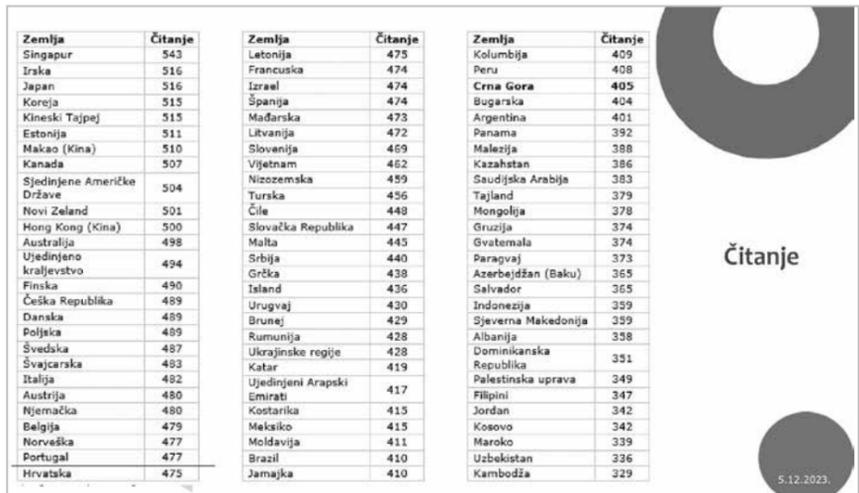 Zemlja Čitanje
Singapur 543
Irska 516
Japan 516
Koreja 515
Kineski Tajpej 515
Estonija 511
Makao (Kina) 510
Kanada 507
Sjedinjene Američke
Države 504
Novi Zeland 501
Hong Kong (Kina) 500
Australija 498
Ujedinjeno
kraljevstvo 494
Finska 490
Češka Republika 489
Danska 489
Poljska 489
Švedska 487
Švajcarska 483
Italija 482
Austrija 480
Njemačka 480
Belgija 479
Norveška 477
Portugal 477
Hrvatska 475
Zemlja Čitanje
Letonija 475
Francuska 474
Izrael 474
Španija 474
Mađarska 473
Litvanija 472
Slovenija 469
Vijetnam 462
Nizozemska 459
Turska 456
Čile 448
Slovačka Republika 447
Malta 445
Srbija 440
Grčka 438
Island 436
Urugvaj 430
Brunej 429
Rumunija 428
Ukrajinske regije 428
Katar 419
Ujedinjeni Arapski
Emirati 417
Kostarika 415
Meksiko 415
Moldavija 411
Brazil 410
Jamajka 410
Zemlja Čitanje
Kolumbija 409
Peru 408
Crna Gora 405
Bugarska 404
Argentina 401
Panama 392
Malezija 388
Kazahstan 386
Saudijska Arabija 383
Tajland 379
Mongolija 378
Gruzija 374
Gvatemala 374
Paragvaj 373
Azerbejdžan (Baku) 365
Salvador 365
Indonezija 359
Sjeverna Makedonija 359
Albanija 358
Dominikanska
Republika 351
Palestinska uprava 349
Filipini 347
Jordan 342
Kosovo 342
Maroko 339
Uzbekistan 336
Kambodža 329
Čitanje
5.12.2023.